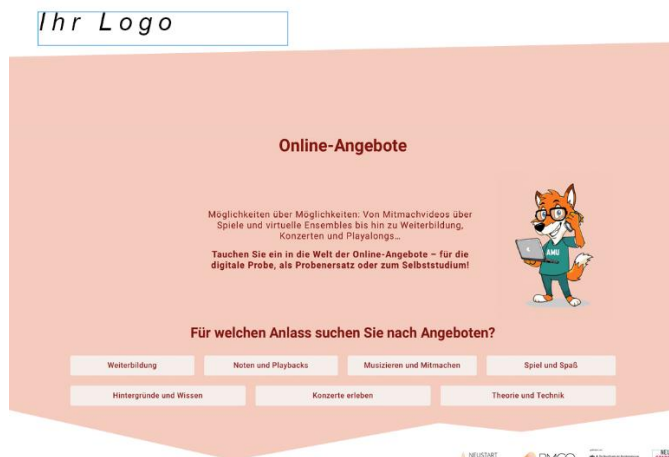 Ihr Logo
Online-Angebote
Möglichkeiten über Möglichkeiten: Von Mitmachvideos über
Spiele und virtuelle Ensembles bis hin zu Weiterbildung,
Konzerten und Playalongs...
Tauchen Sie ein in die Welt der Online-Angebote – für die
digitale Probe, als Probenersatz oder zum Selbststudium!
AMU
Für welchen Anlass suchen Sie nach Angeboten?
Weiterbildung
Noten und Playbacks
Musizieren und Mitmachen
Spiel und Spaß
Hintergründe und Wissen
Konzerte erleben
Theorie und Technik
NEUSTART